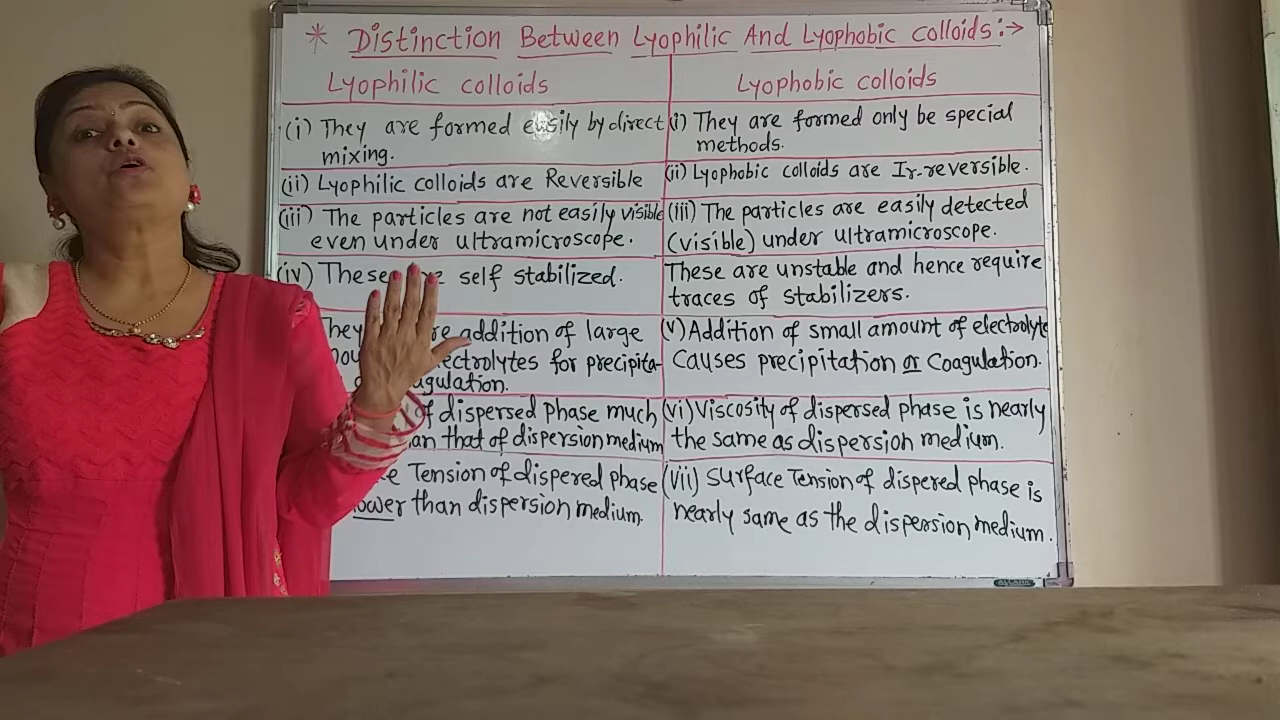 * Distinction Between Lyophilic And Lyophobic colloids:→
Lyophilic colloids
(i) They are formed easily by direct
mixing.
(ii) Lyophilic colloids are Reversible
(iii) The particles are not easily visible
even under ultramicroscope.
(iv) These self stabilized.
addition of large
for precipita-
of dispersed phase much
that of dispersion medium
Tension of dispered phase
than dispersion medium.
Lyophobic colloids
(i) They are formed only be special
methods.
(ii) Lyophobic colloids are Ir-reversible.
(iii) The particles are easily detected
(visible) under ultramicroscope.
These are unstable and hence require
traces of stabilizers.
(v) Addition of small amount of electrolyte
causes precipitation or Coagulation.
(vi) Viscosity of dispersed phase is nearly
the same as dispersion medium.
(vii) Surface Tension of dispered phase is
nearly same as the dispersion medium.